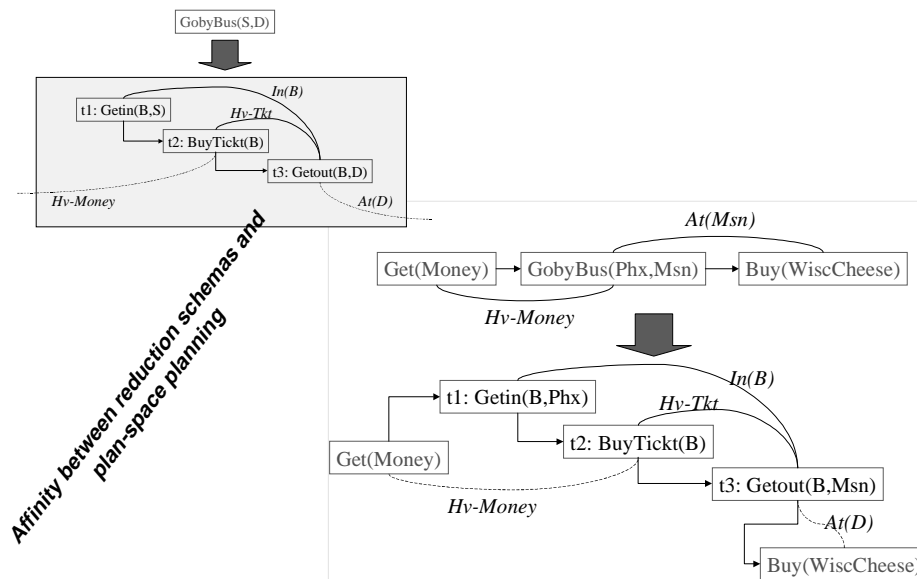 GobyBus(S,D)
In(B)
t1: Getin(B,S)
Hv-Tkt
t2: BuyTickt(B)
t3: Getout(B,D)
Hv-Money
At(D)
Affinity between reduction schemas and
plan-space planning
At(Msn)
Get(Money)
GobyBus(Phx,Msn)
Buy(WiscCheese)
Hv-Money
In(B)
t1: Getin(B,Phx)
Hv-Tkt
t2: BuyTickt(B)
Get(Money)
t3: Getout(B,Msn)
Hv-Money
At(D)
Buy(WiscCheese)